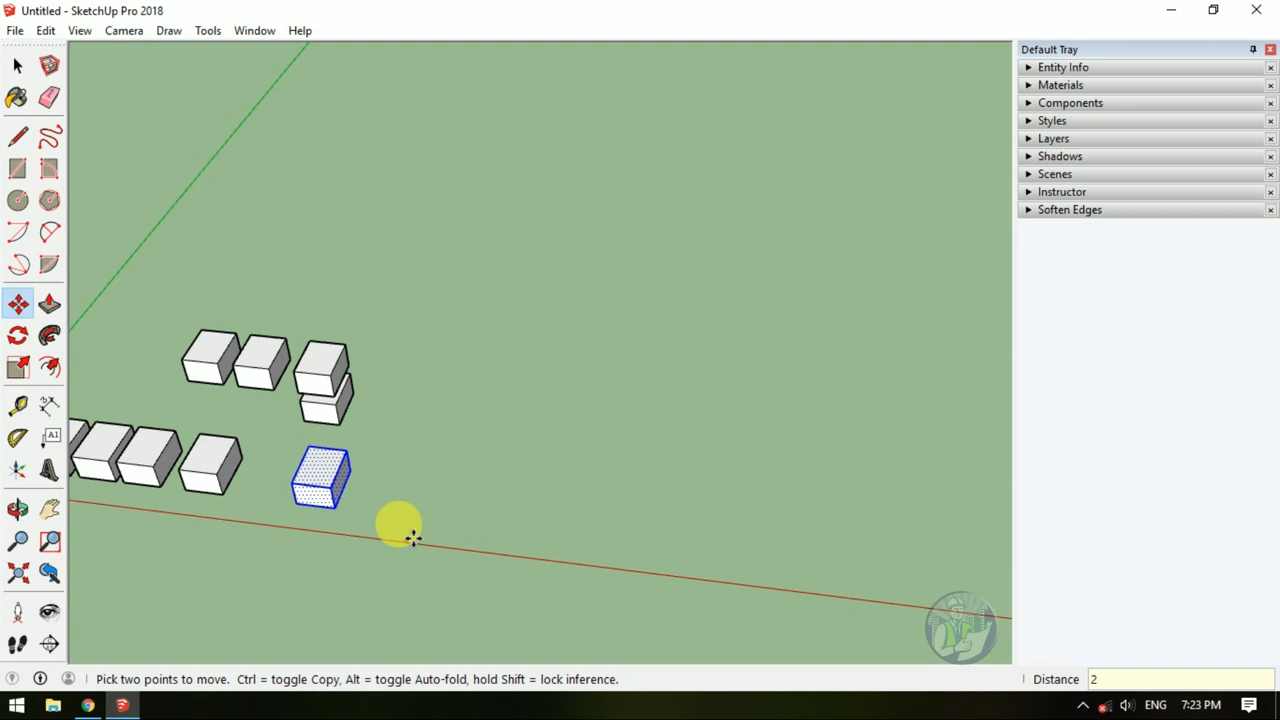 Untitled - SketchUp Pro 2018
File Edit View Camera Draw Tools Window Help
Default Tray
Entity Info
Materials
Components
Styles
Layers
Shadows
Scenes
Instructor
Soften Edges
A1
Pick two points to move. Ctrl = toggle Copy, Alt = toggle Auto-fold, hold Shift = lock inference.
Distance 2
ENG 7:23 PM